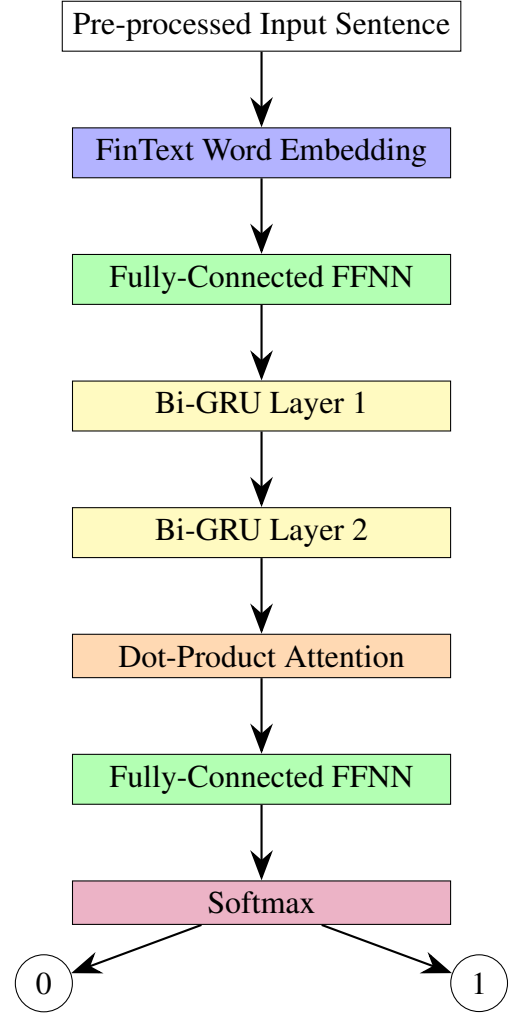 Pre-processed Input Sentence
FinText Word Embedding
Fully-Connected FFNN
Bi-GRU Layer 1
Bi-GRU Layer 2
Dot-Product Attention
Fully-Connected FFNN
Softmax
0
1